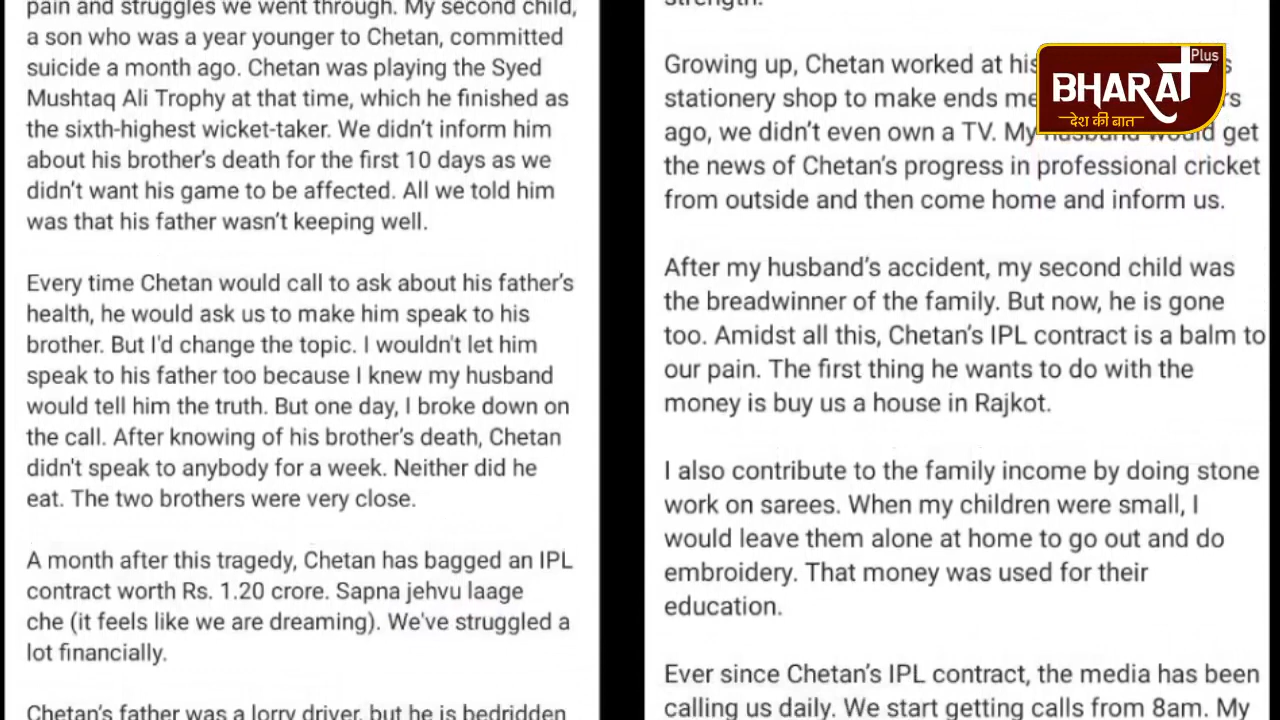 pain and struggles we went through. My second child,
a son who was a year younger to Chetan, committed
suicide a month ago. Chetan was playing the Syed
Mushtaq Ali Trophy at that time, which he finished as
the sixth-highest wicket-taker. We didn't inform him
about his brother's death for the first 10 days as we
didn't want his game to be affected. All we told him
was that his father wasn't keeping well.
Every time Chetan would call to ask about his father's
health, he would ask us to make him speak to his
brother. But I'd change the topic. I wouldn't let him
speak to his father too because I knew my husband
would tell him the truth. But one day, I broke down on
the call. After knowing of his brother's death, Chetan
didn't speak to anybody for a week. Neither did he
eat. The two brothers were very close.
A month after this tragedy, Chetan has bagged an IPL
contract worth Rs. 1.20 crore. Sapna jehvu laage
che (it feels like we are dreaming). We've struggled a
lot financially.
Chetan's father was a lorry driver, but he is bedridden
strength.
Growing up, Chetan worked at his
stationery shop to make ends
ago, we didn't even own a TV. My husband would get
the news of Chetan's progress in professional cricket
from outside and then come home and inform us.
After my husband's accident, my second child was
the breadwinner of the family. But now, he is gone
too. Amidst all this, Chetan's IPL contract is a balm to
our pain. The first thing he wants to do with the
money is buy us a house in Rajkot.
I also contribute to the family income by doing stone
work on sarees. When my children were small, I
would leave them alone at home to go out and do
embroidery. That money was used for their
education.
Ever since Chetan's IPL contract, the media has been
calling us daily. We start getting calls from 8am. My
BHARAT Plus
देश की बात